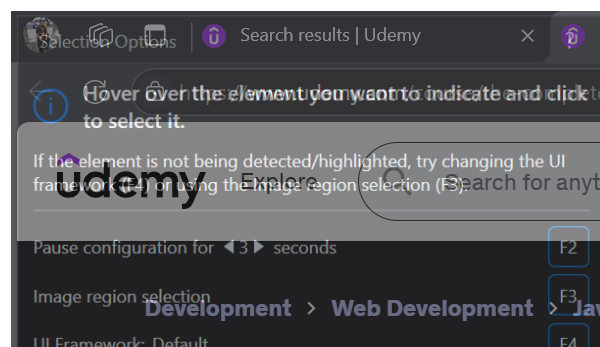 Selection Options
Search results | Udemy
Hover over the element you want to indicate and click
to select it.
If the element is not being detected/highlighted, try changing the UI
framework (F4) or using the Image region selection (F3).
udemy
Explore
Search for anyt
Pause configuration for 3 seconds F2
Image region selection F3
Development > Web Development > Jav
UI Framework: Default F4